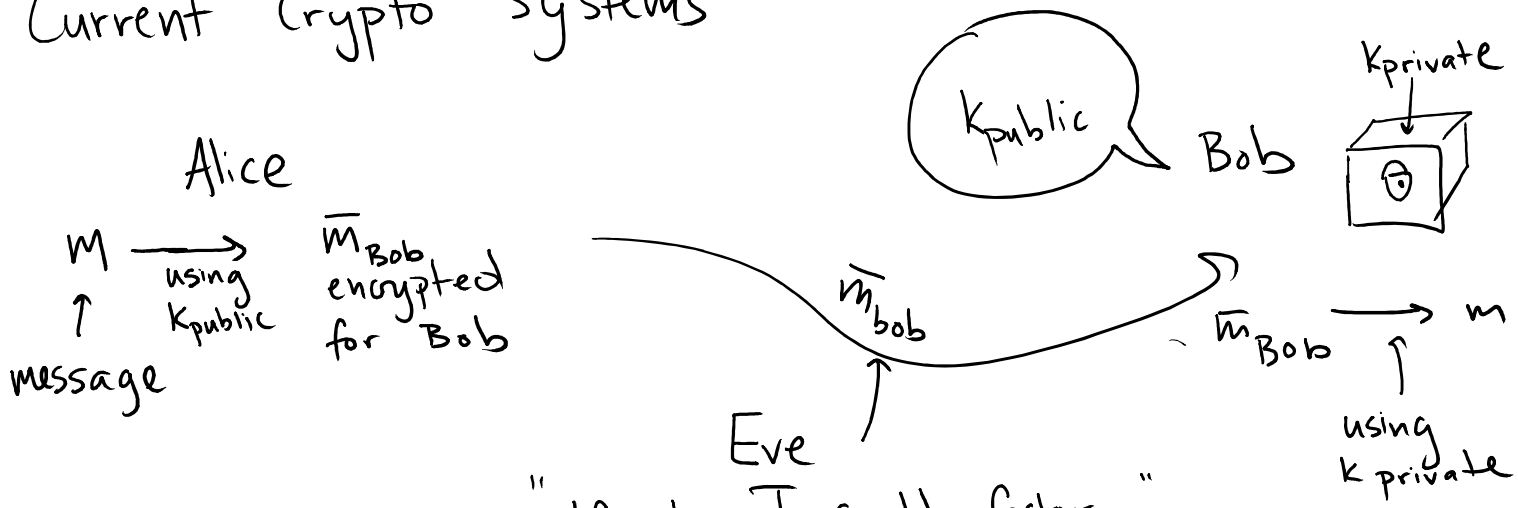 Current Crypto Systems
Kprivate
Kpublic
Bob
Alice
m
using
Kpublic
m̅Bob
encrypted
for Bob
message
m̅bob
m̅Bob
m
using
K private
Eve
" I "